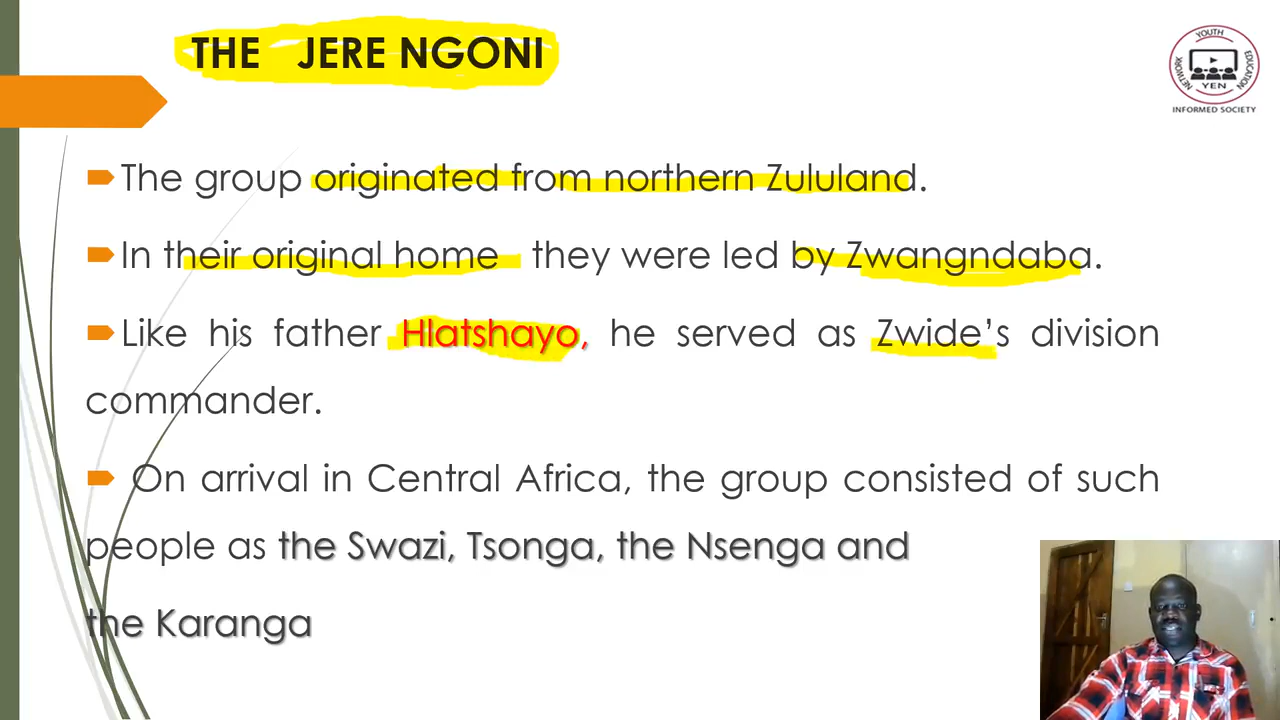 THE JERE NGONI
YOUTH
EDUCATION
NETWORK
YEN
INFORMED SOCIETY
The group originated from northern Zululand.
In their original home they were led by Zwangndaba.
Like his father Hlatshayo, he served as Zwide’s division
commander.
On arrival in Central Africa, the group consisted of such
people as the Swazi, Tsonga, the Nsenga and
the Karanga